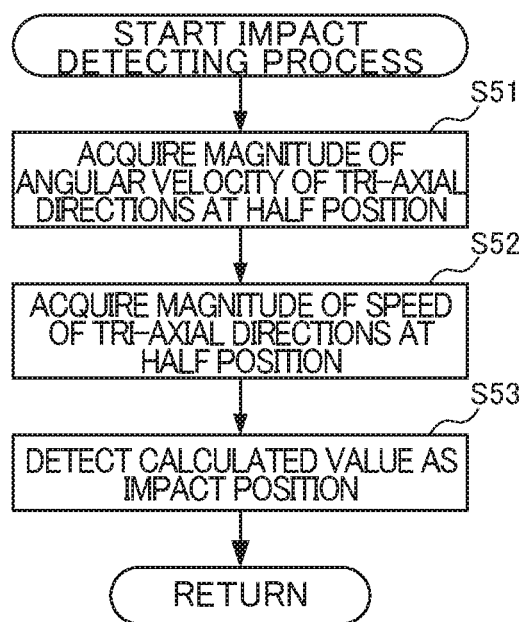 START IMPACT
DETECTING PROCESS
S51
ACQUIRE MAGNITUDE OF
ANGULAR VELOCITY OF TRI-AXIAL
DIRECTIONS AT HALF POSITION
S52
ACQUIRE MAGNITUDE OF SPEED
OF TRI-AXIAL DIRECTIONS AT
HALF POSITION
S53
DETECT CALCULATED VALUE AS
IMPACT POSITION
RETURN